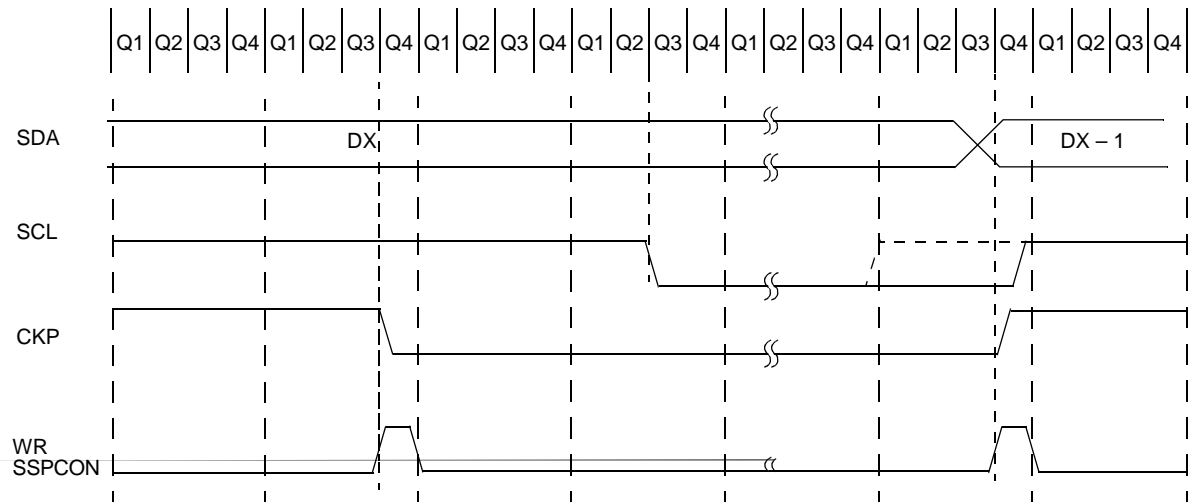 Q1 Q2 Q3 Q4 Q1 Q2 Q3 Q4 Q1 Q2 Q3 Q4 Q1 Q2 Q3 Q4 Q1 Q2 Q3 Q4 Q1 Q2 Q3 Q4 Q1 Q2 Q3 Q4
SDA DX DX – 1
SCL
CKP
WR
SSPCON